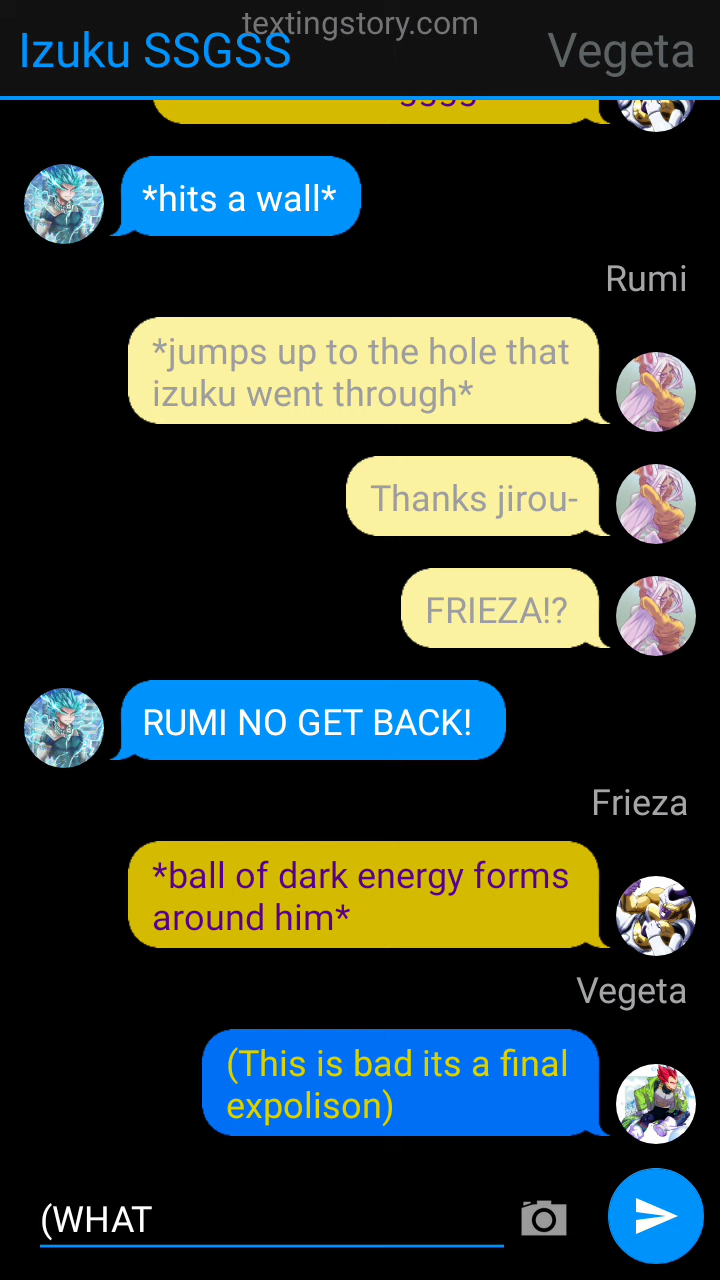 textingstory.com
Izuku SSGSS
Vegeta
*hits a wall*
Rumi
*jumps up to the hole that
izuku went through*
Thanks jirou-
FRIEZA!?
RUMI NO GET BACK!
Frieza
*ball of dark energy forms
around him*
Vegeta
(This is bad its a final
expolison)
(WHAT